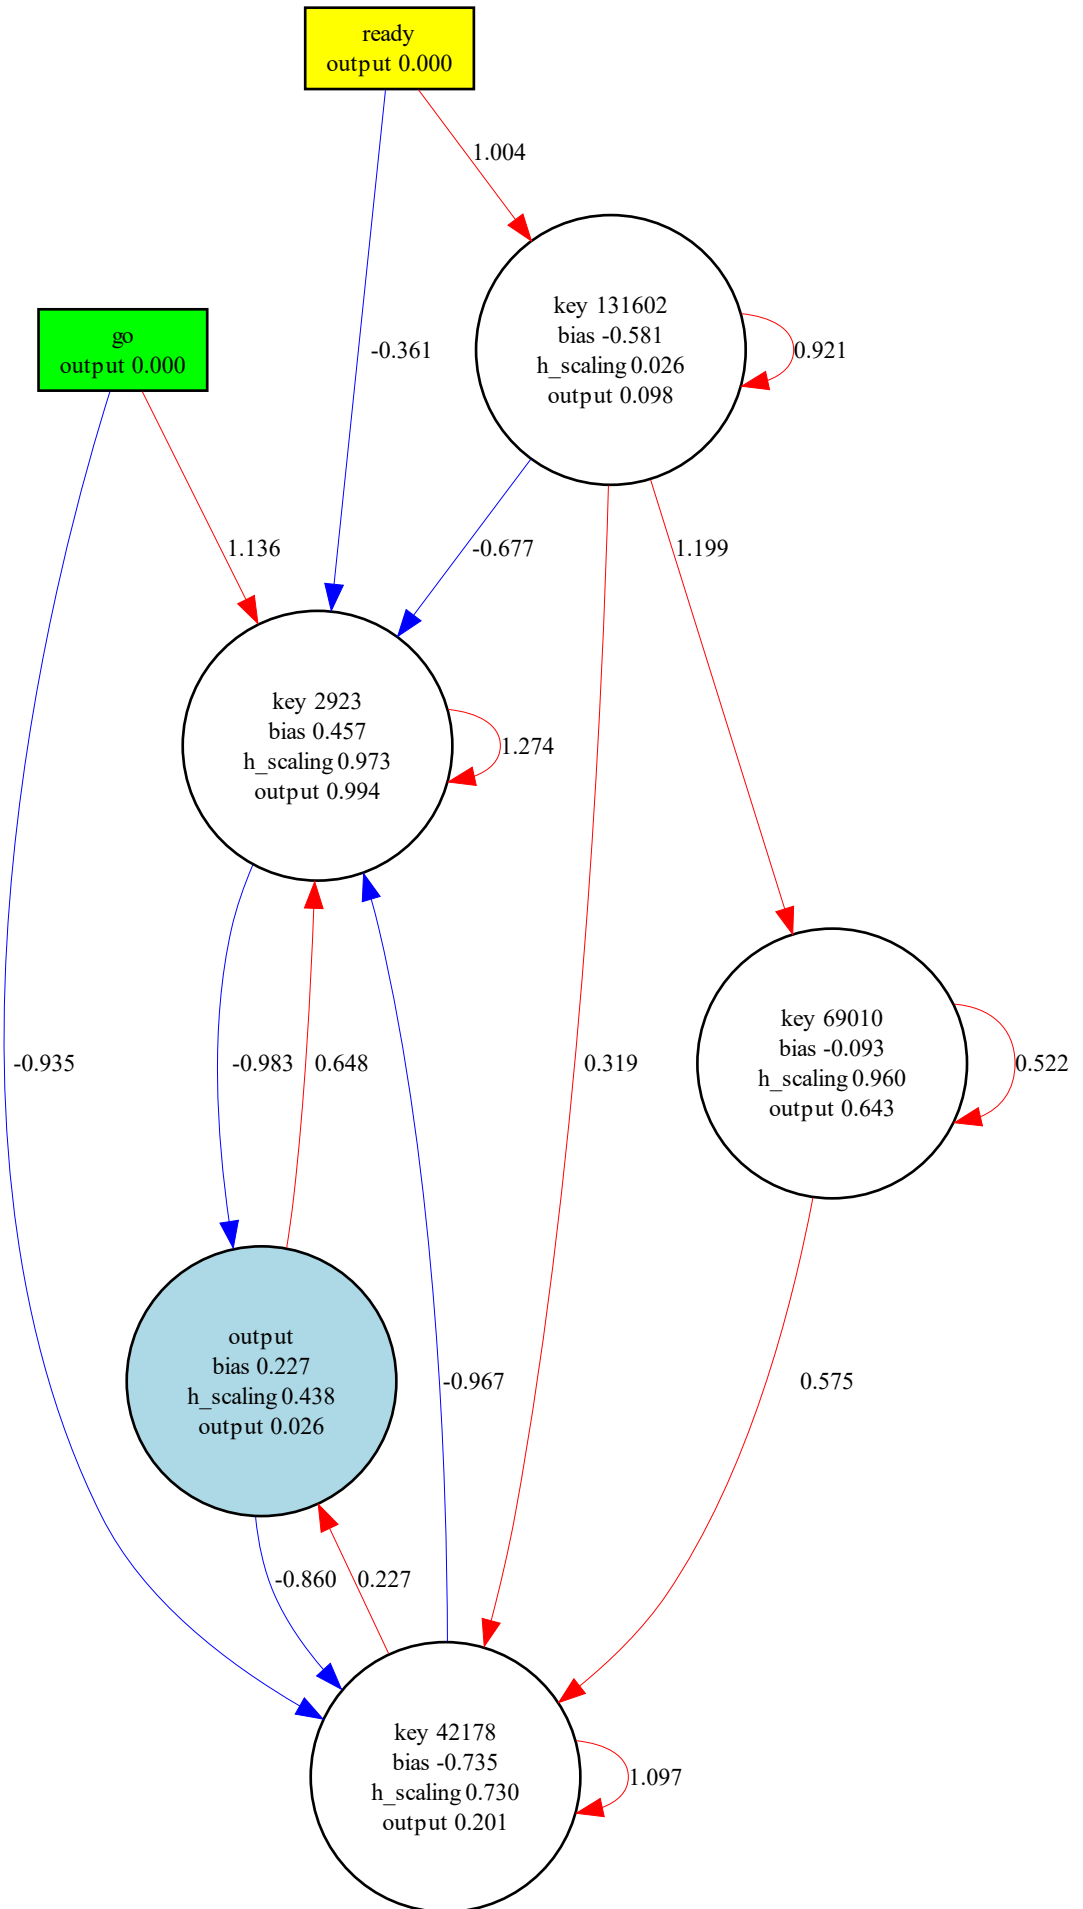 ready
output 0.000
1.004
key 131602
bias -0.581
h_scaling 0.026
output 0.098
0.921
go
output 0.000
-0.361
1.136
-0.677
1.199
key 2923
bias 0.457
h_scaling 0.973
output 0.994
1.274
key 69010
bias -0.093
h_scaling 0.960
output 0.643
0.522
-0.935
-0.983
0.648
0.319
output
bias 0.227
h_scaling 0.438
output 0.026
-0.967
0.575
-0.860
0.227
key 42178
bias -0.735
h_scaling 0.730
output 0.201
1.097